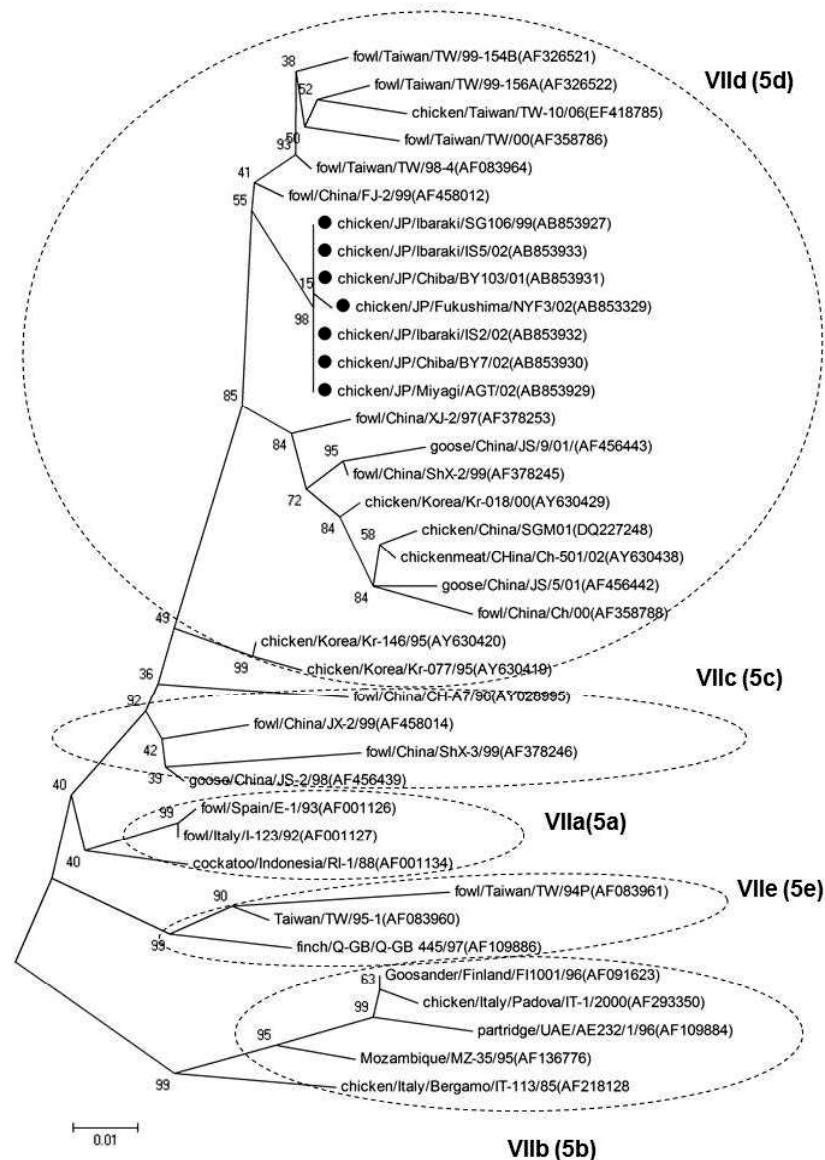 38
fowl/Taiwan/TW/99-154B(AF326521)
VIId (5d)
52
fowl/Taiwan/TW/99-156A(AF326522)
chicken/Taiwan/TW-10/06(EF418785)
50
fowl/Taiwan/TW/00(AF358786)
93
fowl/Taiwan/TW/98-4(AF083964)
41
fowl/China/FJ-2/99(AF458012)
55
chicken/JP/Ibaraki/SG106/99(AB853927)
chicken/JP/Ibaraki/IS5/02(AB853933)
chicken/JP/Chiba/BY103/01(AB853931)
15
chicken/JP/Fukushima/NYF3/02(AB853329)
98
chicken/JP/Ibaraki/IS2/02(AB853932)
chicken/JP/Chiba/BY7/02(AB853930)
chicken/JP/Miyagi/AGT/02(AB853929)
85
fowl/China/XJ-2/97(AF378253)
84
goose/China/JS/9/01/(AF456443)
95
fowl/China/ShX-2/99(AF378245)
72
chicken/Korea/Kr-018/00(AY630429)
84
chicken/China/SGM01(DQ227248)
58
chickenmeat/CHina/Ch-501/02(AY630438)
goose/China/JS/5/01(AF456442)
84
fowl/China/Ch/00(AF358788)
49
chicken/Korea/Kr-146/95(AY630420)
99
chicken/Korea/Kr-077/95(AY630419)
36
VIIc (5c)
fowl/China/CH-A7/96(AY028995)
92
fowl/China/JX-2/99(AF458014)
42
fowl/China/ShX-3/99(AF378246)
39
goose/China/JS-2/98(AF456439)
40
fowl/Spain/E-1/93(AF001126)
99
VIIa(5a)
fowl/Italy/I-123/92(AF001127)
40
cockatoo/Indonesia/RI-1/88(AF001134)
90
fowl/Taiwan/TW/94P(AF083961)
VIIe (5e)
Taiwan/TW/95-1(AF083960)
99
finch/Q-GB/Q-GB 445/97(AF109886)
63
Goosander/Finland/FI1001/96(AF091623)
chicken/Italy/Padova/IT-1/2000(AF293350)
99
partridge/UAE/AE232/1/96(AF109884)
95
Mozambique/MZ-35/95(AF136776)
99
chicken/Italy/Bergamo/IT-113/85(AF218128
0.01
VIIb (5b)